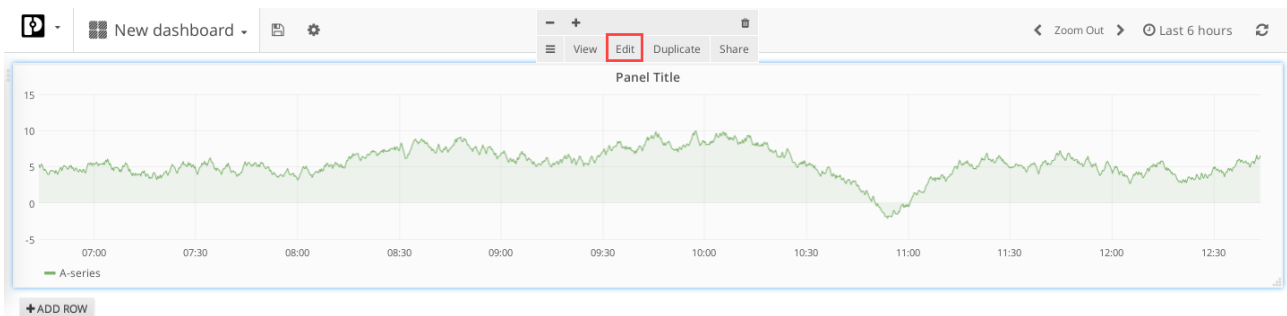 New dashboard
Zoom Out
Last 6 hours
View Edit Duplicate Share
Panel Title
15
10
5
0
-5
07:00 07:30 08:00 08:30 09:00 09:30 10:00 10:30 11:00 11:30 12:00 12:30
A-series
+ADD ROW